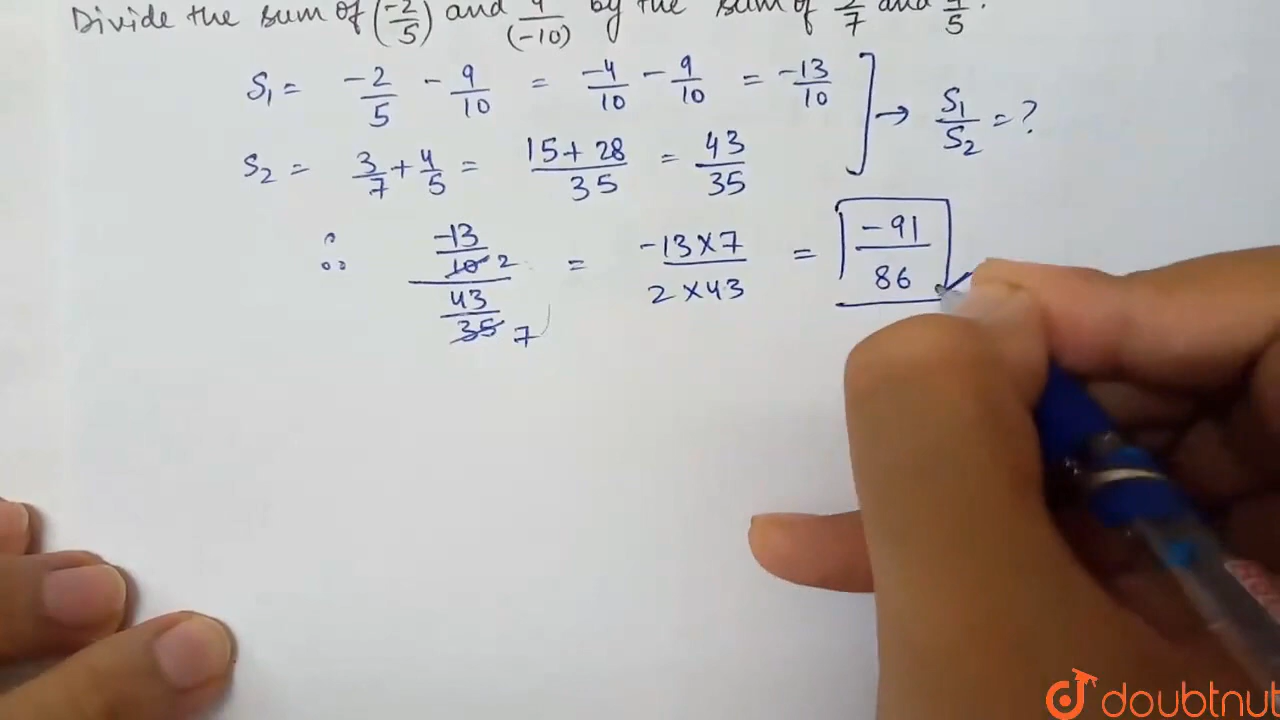 Divide the sum of (-2/5) and 9/(-10) by the sum of 3/7 and 4/5.
S₁ = -2/5 - 9/10 = -4/10 - 9/10 = -13/10
S₂ = 3/7 + 4/5 = (15+28)/35 = 43/35
→ S₁/S₂ = ?
∴ (-13/10 2)/(43/35 7) = (-13×7)/(2×43) = -91/86
doubtnut